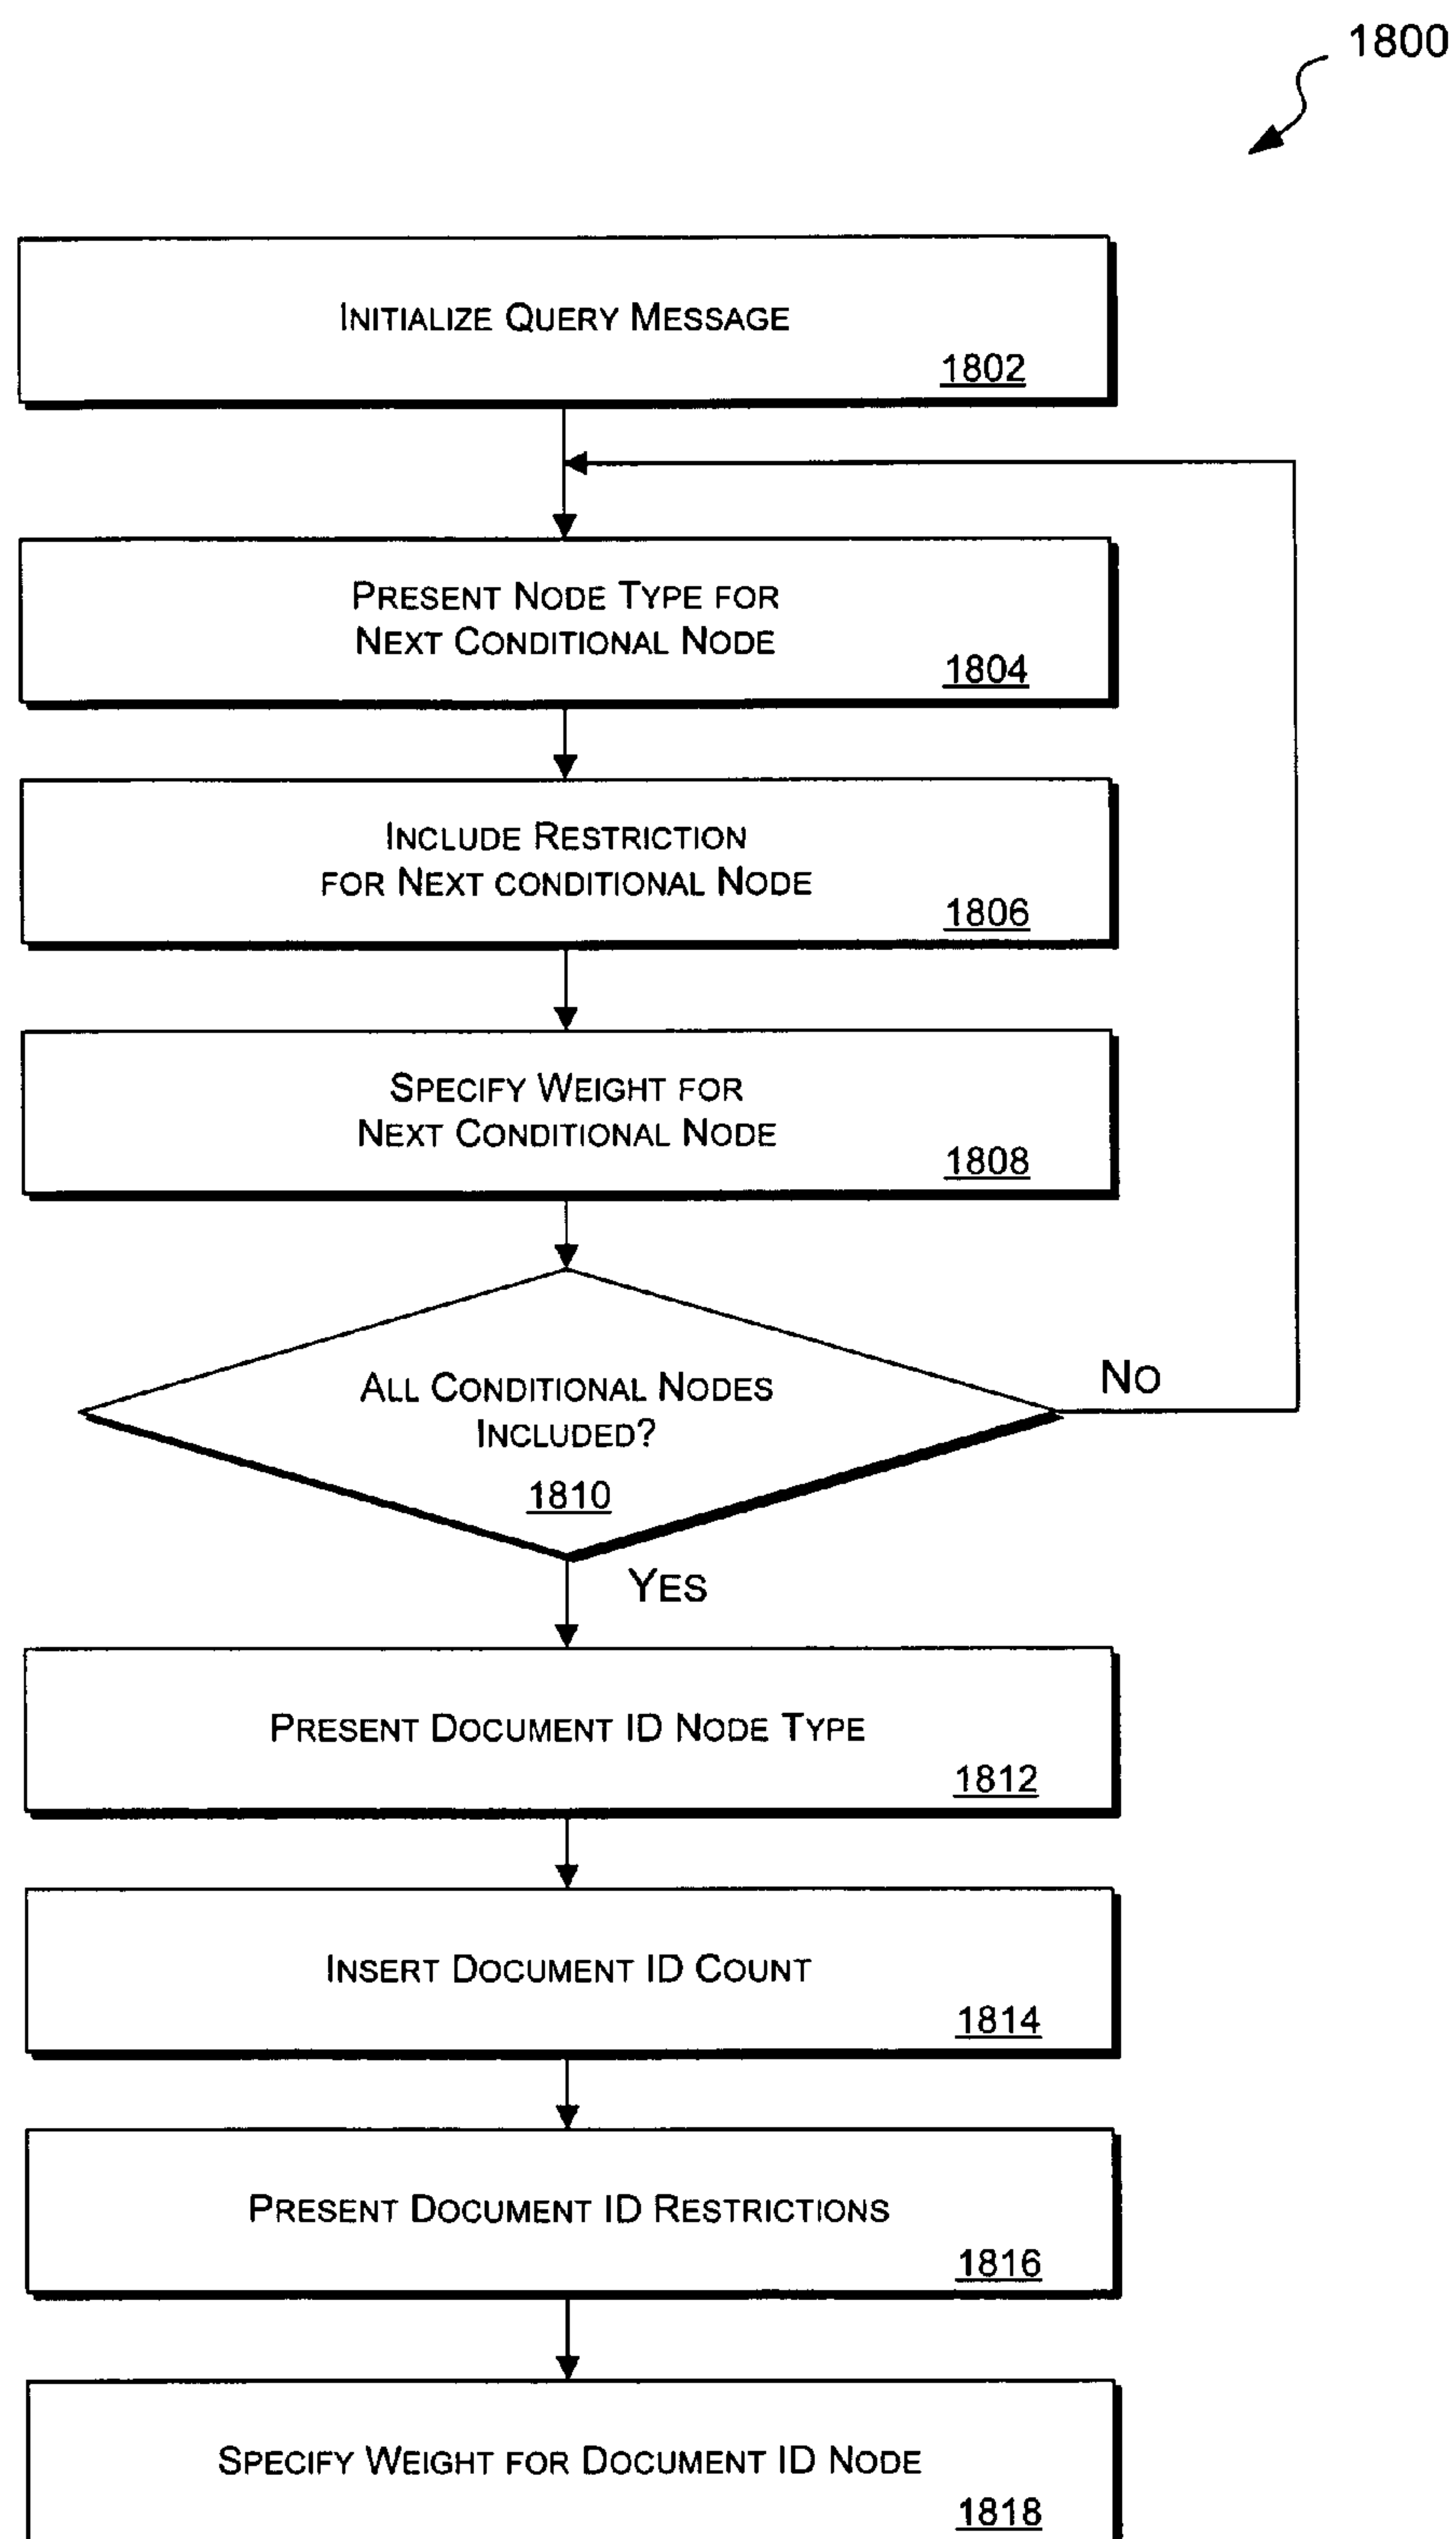 1800
INITIALIZE QUERY MESSAGE
1802
PRESENT NODE TYPE FOR
NEXT CONDITIONAL NODE
1804
INCLUDE RESTRICTION
FOR NEXT CONDITIONAL NODE
1806
SPECIFY WEIGHT FOR
NEXT CONDITIONAL NODE
1808
ALL CONDITIONAL NODES
INCLUDED?
1810
NO
YES
PRESENT DOCUMENT ID NODE TYPE
1812
INSERT DOCUMENT ID COUNT
1814
PRESENT DOCUMENT ID RESTRICTIONS
1816
SPECIFY WEIGHT FOR DOCUMENT ID NODE
1818